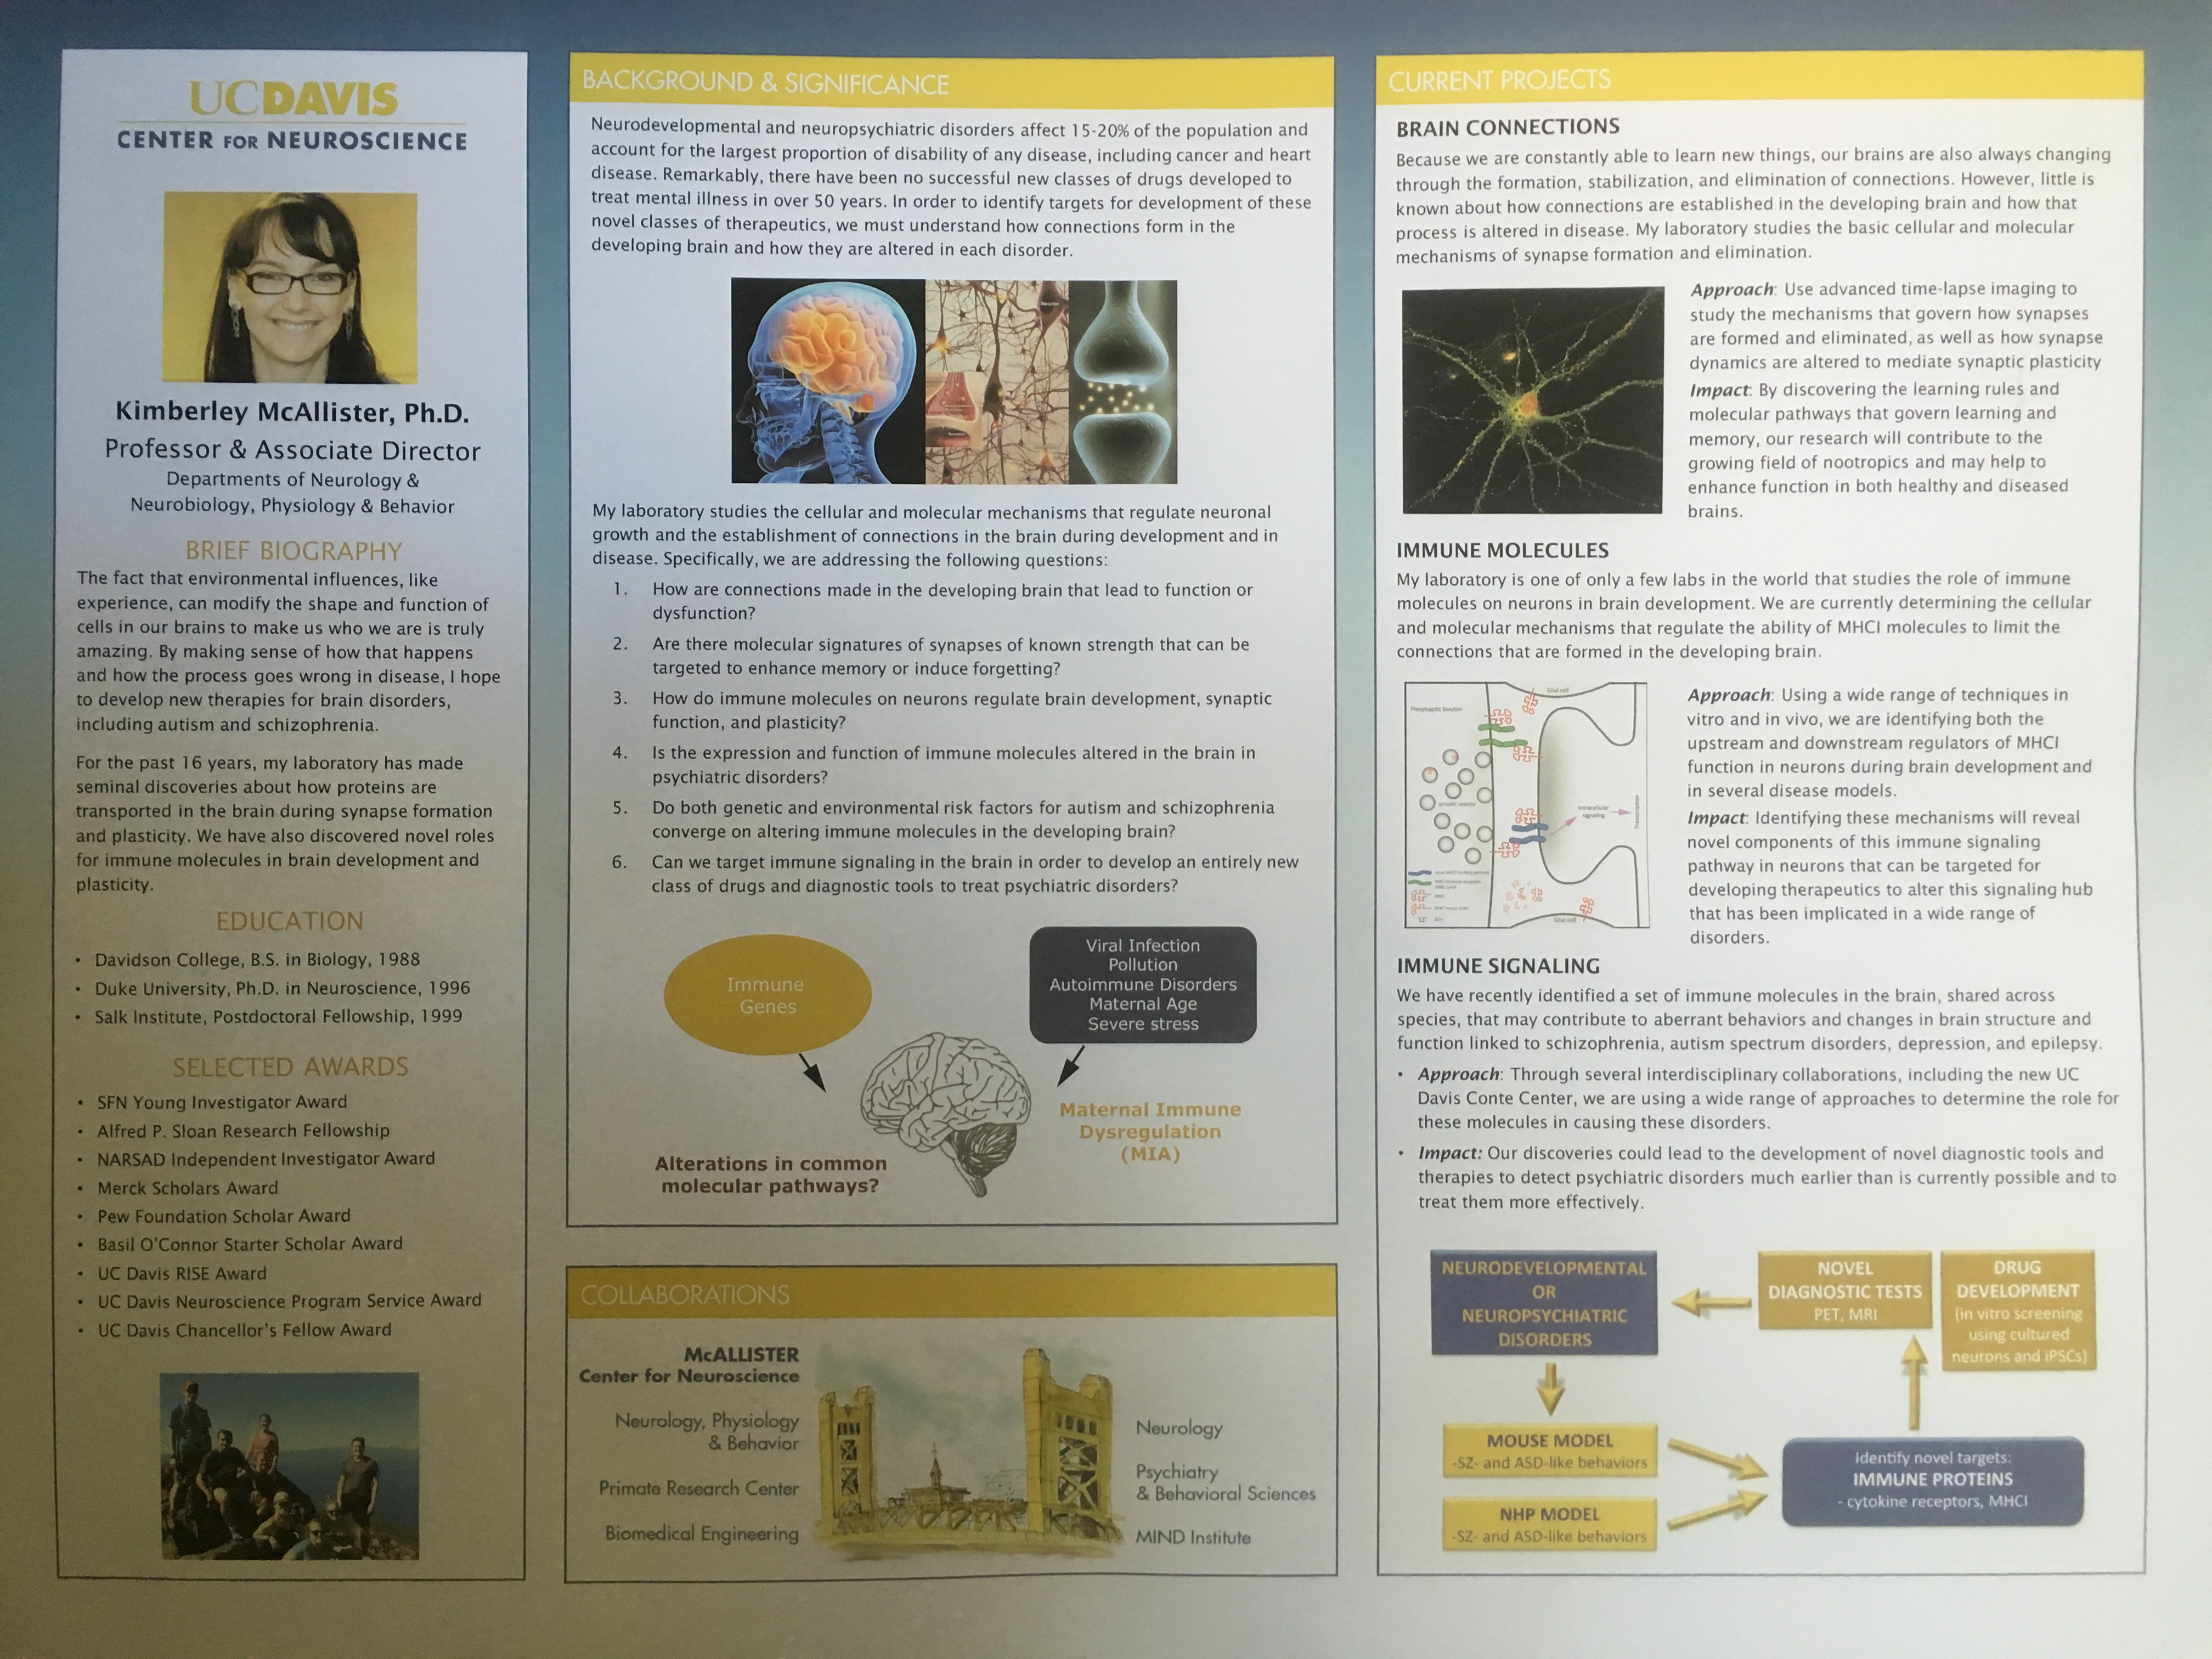 UCDAVIS
CENTER FOR NEUROSCIENCE
Kimberley McAllister, Ph.D.
Professor & Associate Director
Departments of Neurology &
Neurobiology, Physiology & Behavior
BRIEF BIOGRAPHY
The fact that environmental influences, like
experience, can modify the shape and function of
cells in our brains to make us who we are is truly
amazing. By making sense of how that happens
and how the process goes wrong in disease, I hope
to develop new therapies for brain disorders,
including autism and schizophrenia.
For the past 16 years, my laboratory has made
seminal discoveries about how proteins are
transported in the brain during synapse formation
and plasticity. We have also discovered novel roles
for immune molecules in brain development and
plasticity.
EDUCATION
• Davidson College, B.S. in Biology, 1988
• Duke University, Ph.D. in Neuroscience, 1996
• Salk Institute, Postdoctoral Fellowship, 1999
SELECTED AWARDS
• SFN Young Investigator Award
• Alfred P. Sloan Research Fellowship
• NARSAD Independent Investigator Award
• Merck Scholars Award
• Pew Foundation Scholar Award
• Basil O'Connor Starter Scholar Award
• UC Davis RISE Award
• UC Davis Neuroscience Program Service Award
• UC Davis Chancellor's Fellow Award
BACKGROUND & SIGNIFICANCE
Neurodevelopmental and neuropsychiatric disorders affect 15-20% of the population and
account for the largest proportion of disability of any disease, including cancer and heart
disease. Remarkably, there have been no successful new classes of drugs developed to
treat mental illness in over 50 years. In order to identify targets for development of these
novel classes of therapeutics, we must understand how connections form in the
developing brain and how they are altered in each disorder.
Neuron
My laboratory studies the cellular and molecular mechanisms that regulate neuronal
growth and the establishment of connections in the brain during development and in
disease. Specifically, we are addressing the following questions:
1. How are connections made in the developing brain that lead to function or
dysfunction?
2. Are there molecular signatures of synapses of known strength that can be
targeted to enhance memory or induce forgetting?
3. How do immune molecules on neurons regulate brain development, synaptic
function, and plasticity?
4. Is the expression and function of immune molecules altered in the brain in
psychiatric disorders?
5. Do both genetic and environmental risk factors for autism and schizophrenia
converge on altering immune molecules in the developing brain?
6. Can we target immune signaling in the brain in order to develop an entirely new
class of drugs and diagnostic tools to treat psychiatric disorders?
Immune
Genes
Viral Infection
Pollution
Autoimmune Disorders
Maternal Age
Severe stress
Maternal Immune
Dysregulation
(MIA)
Alterations in common
molecular pathways?
COLLABORATIONS
McALLISTER
Center for Neuroscience
Neurology, Physiology
& Behavior
Primate Research Center
Biomedical Engineering
Neurology
Psychiatry
& Behavioral Sciences
MIND Institute
CURRENT PROJECTS
BRAIN CONNECTIONS
Because we are constantly able to learn new things, our brains are also always changing
through the formation, stabilization, and elimination of connections. However, little is
known about how connections are established in the developing brain and how that
process is altered in disease. My laboratory studies the basic cellular and molecular
mechanisms of synapse formation and elimination.
Approach: Use advanced time-lapse imaging to
study the mechanisms that govern how synapses
are formed and eliminated, as well as how synapse
dynamics are altered to mediate synaptic plasticity
Impact: By discovering the learning rules and
molecular pathways that govern learning and
memory, our research will contribute to the
growing field of nootropics and may help to
enhance function in both healthy and diseased
brains.
IMMUNE MOLECULES
My laboratory is one of only a few labs in the world that studies the role of immune
molecules on neurons in brain development. We are currently determining the cellular
and molecular mechanisms that regulate the ability of MHCI molecules to limit the
connections that are formed in the developing brain.
Glial cell
Presynaptic bouton
synaptic vesicles
Intracellular
signaling
Transcription
Glial cell
Approach: Using a wide range of techniques in
vitro and in vivo, we are identifying both the
upstream and downstream regulators of MHCI
function in neurons during brain development and
in several disease models.
Impact: Identifying these mechanisms will reveal
novel components of this immune signaling
pathway in neurons that can be targeted for
developing therapeutics to alter this signaling hub
that has been implicated in a wide range of
disorders.
IMMUNE SIGNALING
We have recently identified a set of immune molecules in the brain, shared across
species, that may contribute to aberrant behaviors and changes in brain structure and
function linked to schizophrenia, autism spectrum disorders, depression, and epilepsy.
• Approach: Through several interdisciplinary collaborations, including the new UC
Davis Conte Center, we are using a wide range of approaches to determine the role for
these molecules in causing these disorders.
• Impact: Our discoveries could lead to the development of novel diagnostic tools and
therapies to detect psychiatric disorders much earlier than is currently possible and to
treat them more effectively.
NEURODEVELOPMENTAL
OR
NEUROPSYCHIATRIC
DISORDERS
NOVEL
DIAGNOSTIC TESTS
PET, MRI
DRUG
DEVELOPMENT
(in vitro screening
using cultured
neurons and iPSCs)
MOUSE MODEL
-SZ- and ASD-like behaviors
NHP MODEL
-SZ- and ASD-like behaviors
Identify novel targets:
IMMUNE PROTEINS
- cytokine receptors, MHCI